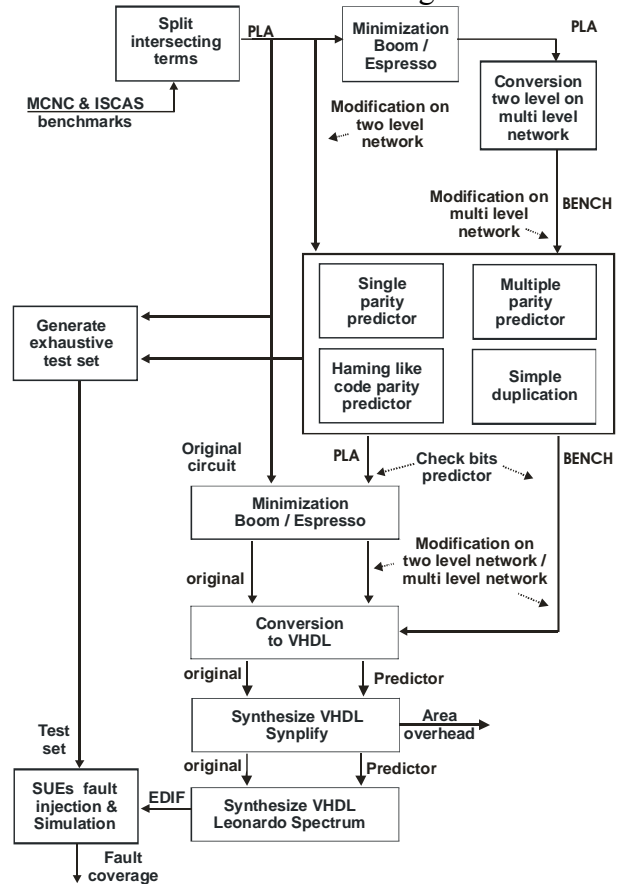 Split
intersecting
terms
PLA
Minimization
Boom /
Espresso
PLA
MCNC & ISCAS
benchmarks
Modification on
two level
network
Conversion
two level on
multi level
network
Modification on
multi level
network
BENCH
Single
parity
predictor
Multiple
parity
predictor
Generate
exhaustive
test set
Haming like
code parity
predictor
Simple
duplication
Original
circuit
PLA
Check bits
predictor
BENCH
Minimization
Boom / Espresso
Modification on
two level network /
multi level network
original
Conversion
to VHDL
original
Predictor
Synthesize VHDL
Synplify
Area
overhead
Test
set
original
Predictor
SUEs fault
injection &
Simulation
EDIF
Synthesize VHDL
Leonardo Spectrum
Fault
coverage